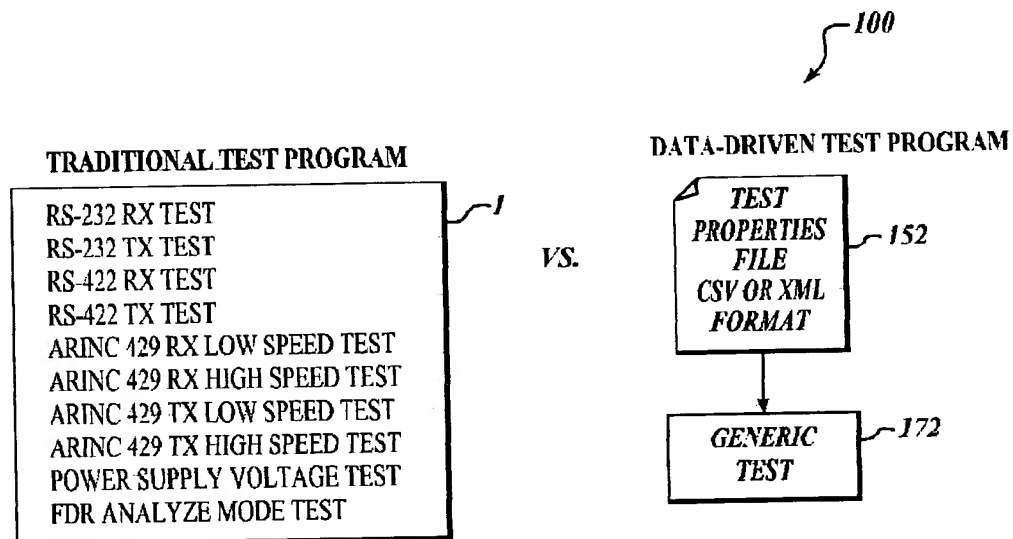 100
TRADITIONAL TEST PROGRAM
RS-232 RX TEST
RS-232 TX TEST
RS-422 RX TEST
RS-422 TX TEST
ARINC 429 RX LOW SPEED TEST
ARINC 429 RX HIGH SPEED TEST
ARINC 429 TX LOW SPEED TEST
ARINC 429 TX HIGH SPEED TEST
POWER SUPPLY VOLTAGE TEST
FDR ANALYZE MODE TEST
1
VS.
DATA-DRIVEN TEST PROGRAM
TEST
PROPERTIES
FILE
CSV OR XML
FORMAT
152
GENERIC
TEST
172